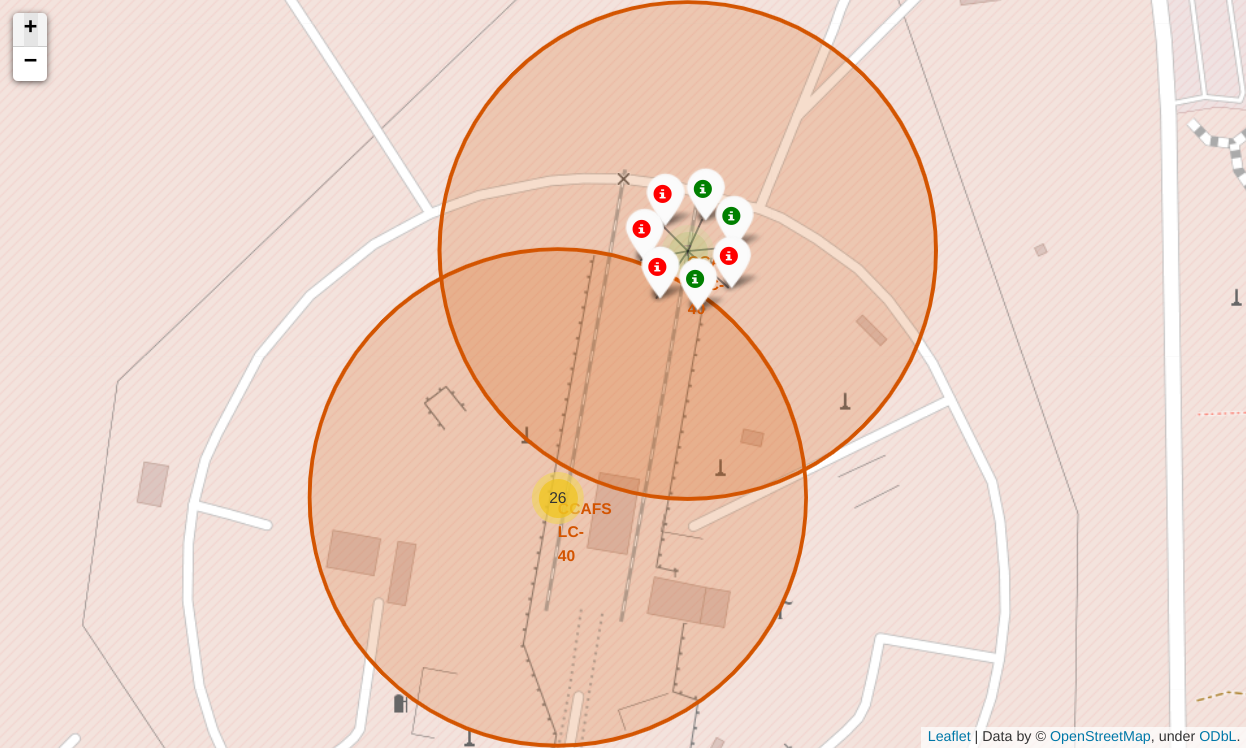 +
−
26
CCAFS
LC-
40
Leaflet | Data by © OpenStreetMap, under ODbL.